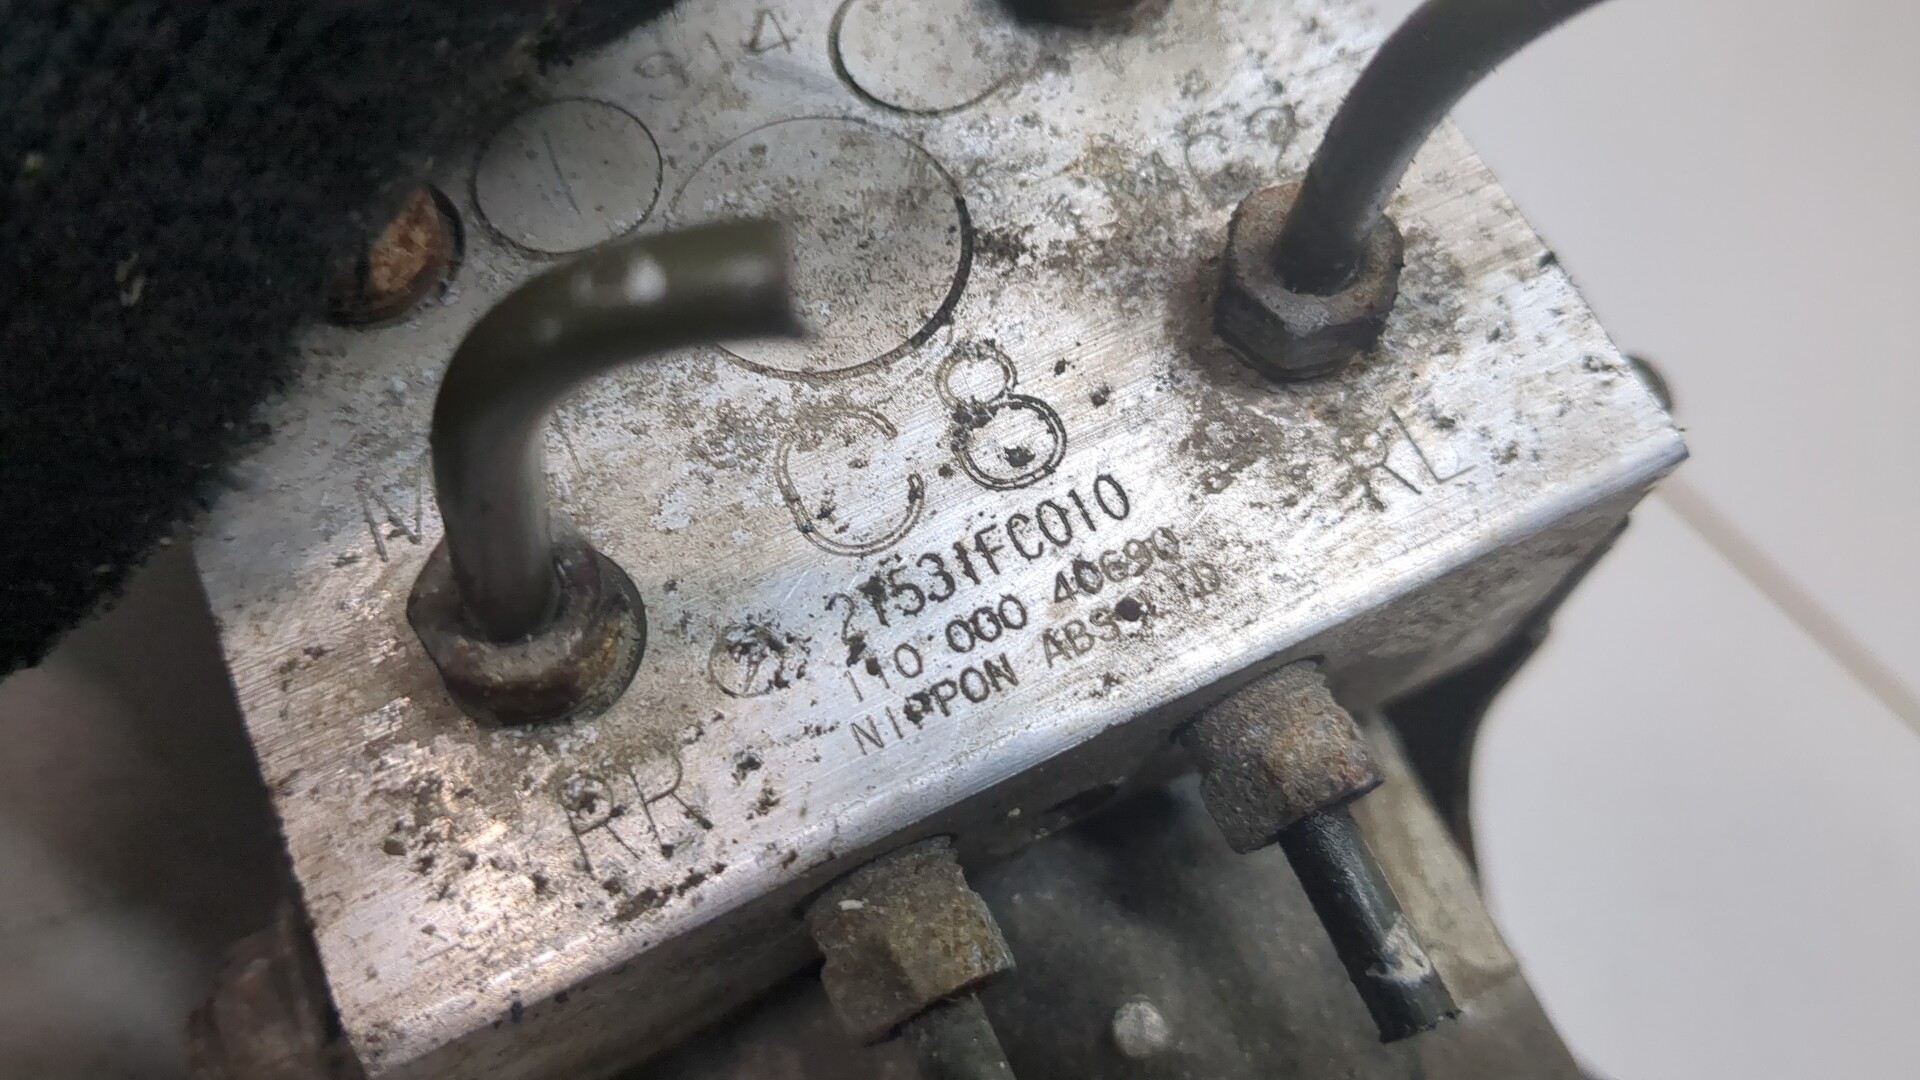 914
C8
RL
27531FC010
110 000 40690
NIPPON ABS LTD
RR